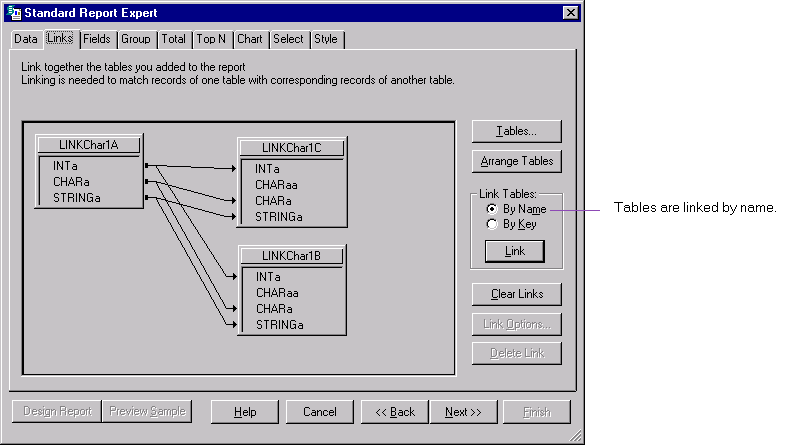 Standard Report Expert
Data Links Fields Group Total Top N Chart Select Style
Link together the tables you added to the report
Linking is needed to match records of one table with corresponding records of another table.
LINKChar1A
INTa
CHARa
STRINGa
LINKChar1C
INTa
CHARaa
CHARa
STRINGa
LINKChar1B
INTa
CHARaa
CHARa
STRINGa
Tables...
Arrange Tables
Link Tables:
By Name
By Key
Link
Clear Links
Link Options...
Delete Link
Tables are linked by name.
Design Report Preview Sample Help Cancel << Back Next >> Finish